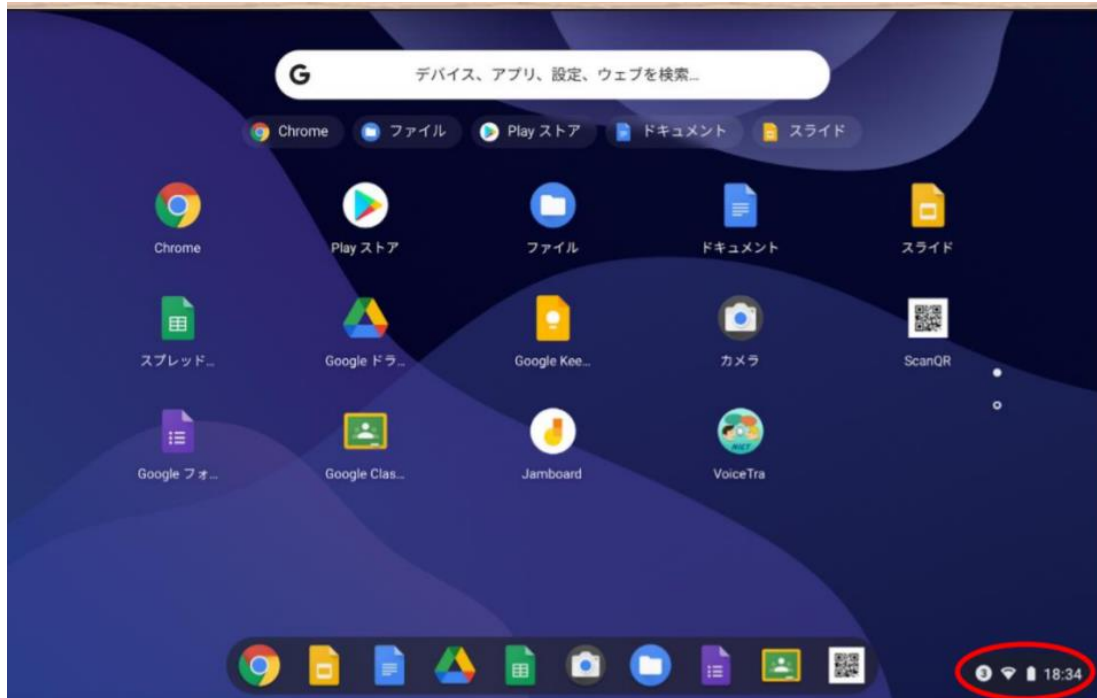 G デバイス、アプリ、設定、ウェブを検索...
Chrome ファイル Play ストア ドキュメント スライド
Chrome Play ストア ファイル ドキュメント スライド
スプレッド... Google ドラ... Google Kee... カメラ ScanQR
NICT
Google フォ... Google Clas... Jamboard VoiceTra
3 18:34